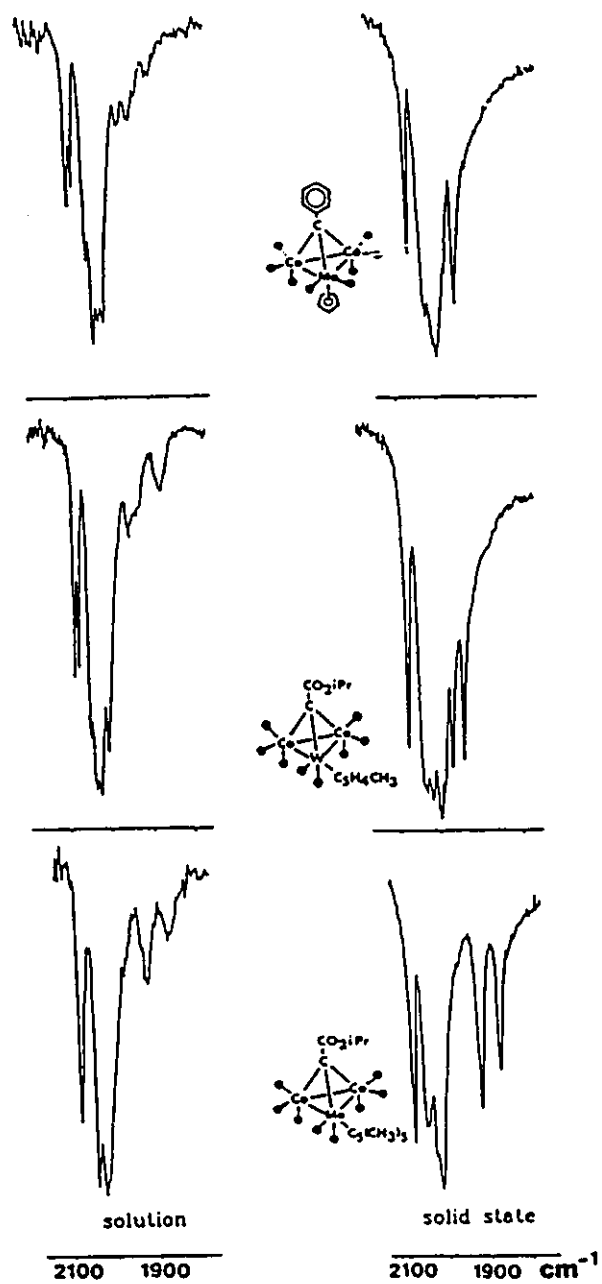 C
Co Co
Mo
CO₂iPr
C
Co Co
W
C₅H₄CH₃
CO₂iPr
C
Co Co
Mo
C₅(CH₃)₅
solution solid state
2100 1900 2100 1900 cm⁻¹